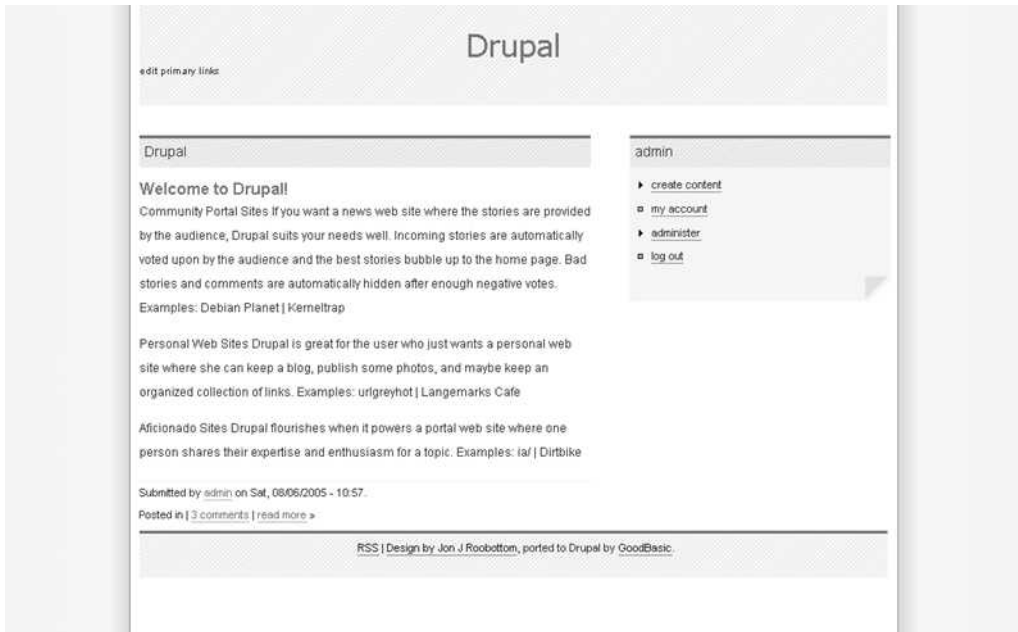 Drupal
edit primary links
Drupal
Welcome to Drupal!
Community Portal Sites If you want a news web site where the stories are provided
by the audience, Drupal suits your needs well. Incoming stories are automatically
voted upon by the audience and the best stories bubble up to the home page. Bad
stories and comments are automatically hidden after enough negative votes.
Examples: Debian Planet | Kerneltrap
Personal Web Sites Drupal is great for the user who just wants a personal web
site where she can keep a blog, publish some photos, and maybe keep an
organized collection of links. Examples: urlgreyhot | Langemarks Cafe
Aficionado Sites Drupal flourishes when it powers a portal web site where one
person shares their expertise and enthusiasm for a topic. Examples: ia/ | Dirtbike
Submitted by admin on Sat, 08/06/2005 - 10:57.
Posted in | 3 comments | read more »
admin
create content
my account
administer
log out
RSS | Design by Jon J Roobottom, ported to Drupal by GoodBasic.